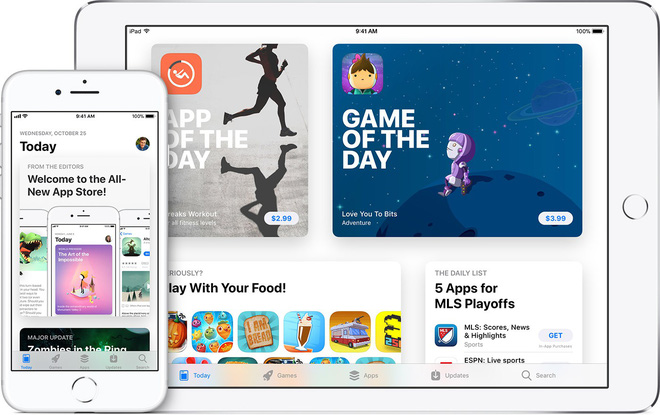 9:41 AM
100%
WEDNESDAY, OCTOBER 25
Today
FROM THE EDITORS
Welcome to the All-
New App Store!
Today
The Art of the
Impossible
MAJOR UPDATE
Zombies in the Ring
Today
Games
Apps
Updates
Search
iPad
9:41 AM
100%
APP
OF THE
DAY
reaks Workout
r all fitness levels
$2.99
GAME
OF THE
DAY
Love You To Bits
Adventure
$3.99
ERIOUSLY?
lay With Your Food!
I AM
BREAD
THE DAILY LIST
5 Apps for
MLS Playoffs
MLS: Scores, News
& Highlights
Sports
GET
In-App Purchases
ESPN: Live sports
Today
Games
Apps
Updates
Search